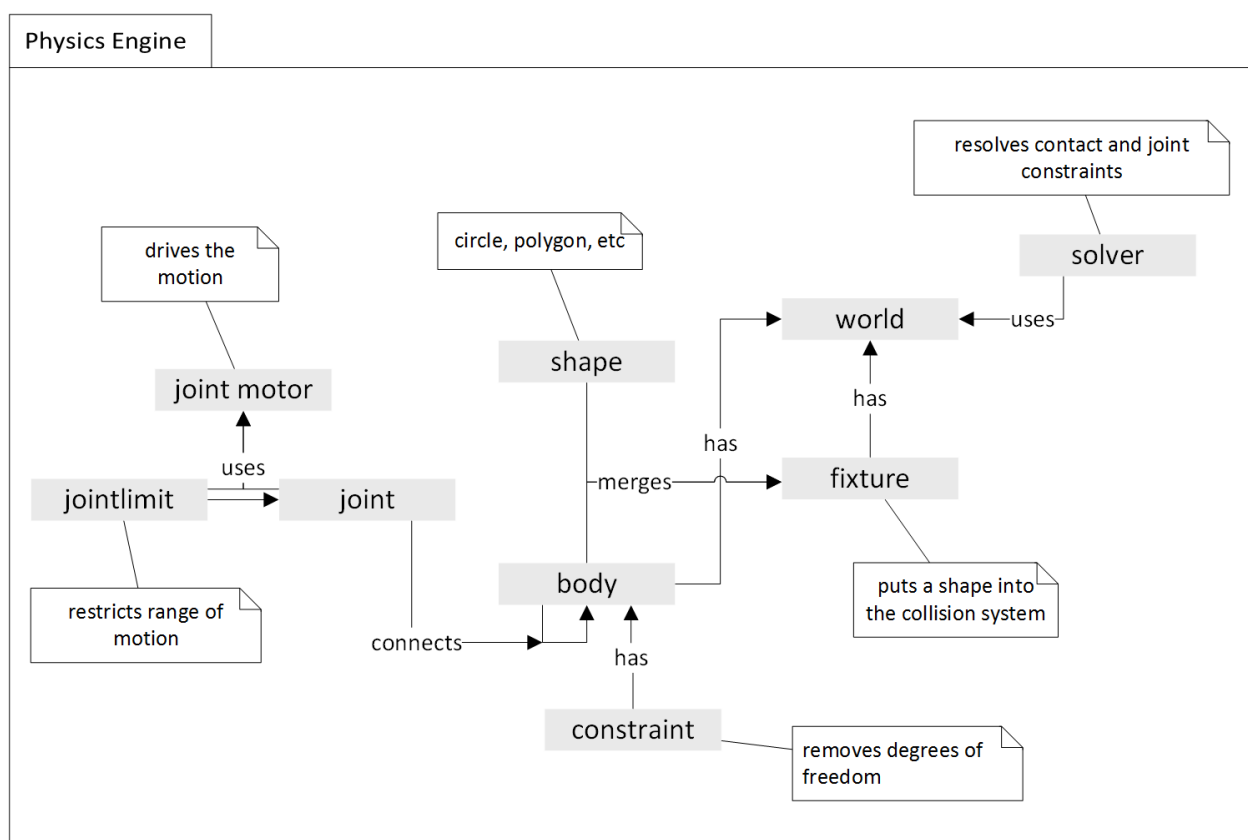 Physics Engine
resolves contact and joint
constraints
circle, polygon, etc
drives the
motion
solver
world
uses
shape
joint motor
has
has
uses
merges
fixture
jointlimit
joint
body
puts a shape into
the collision system
restricts range of
motion
connects
has
constraint
removes degrees of
freedom